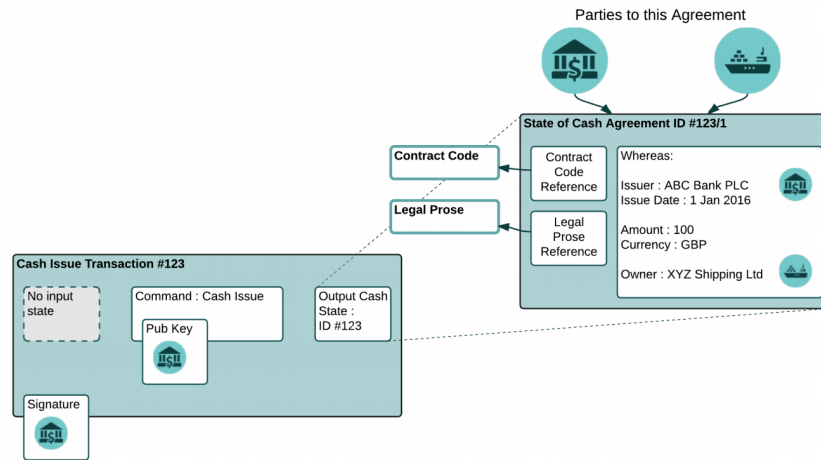 Parties to this Agreement
State of Cash Agreement ID #123/1
Contract Code
Contract
Code
Reference
Whereas:
Issuer : ABC Bank PLC
Issue Date : 1 Jan 2016
Amount : 100
Currency : GBP
Owner : XYZ Shipping Ltd
Legal Prose
Legal
Prose
Reference
Cash Issue Transaction #123
No input
state
Command : Cash Issue
Pub Key
Output Cash
State :
ID #123
Signature